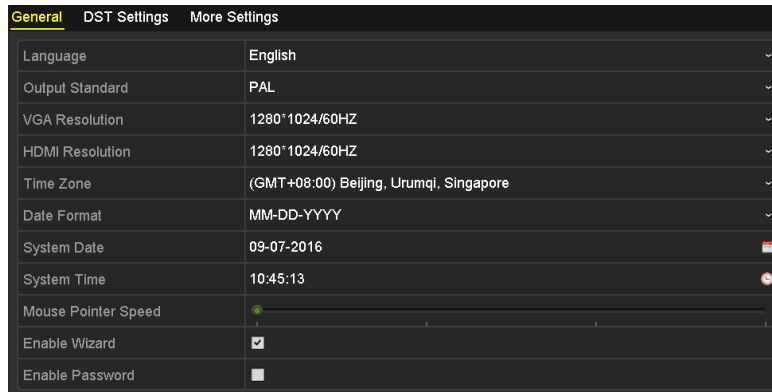 General DST Settings More Settings
Language English
Output Standard PAL
VGA Resolution 1280*1024/60HZ
HDMI Resolution 1280*1024/60HZ
Time Zone (GMT+08:00) Beijing, Urumqi, Singapore
Date Format MM-DD-YYYY
System Date 09-07-2016
System Time 10:45:13
Mouse Pointer Speed
Enable Wizard
Enable Password